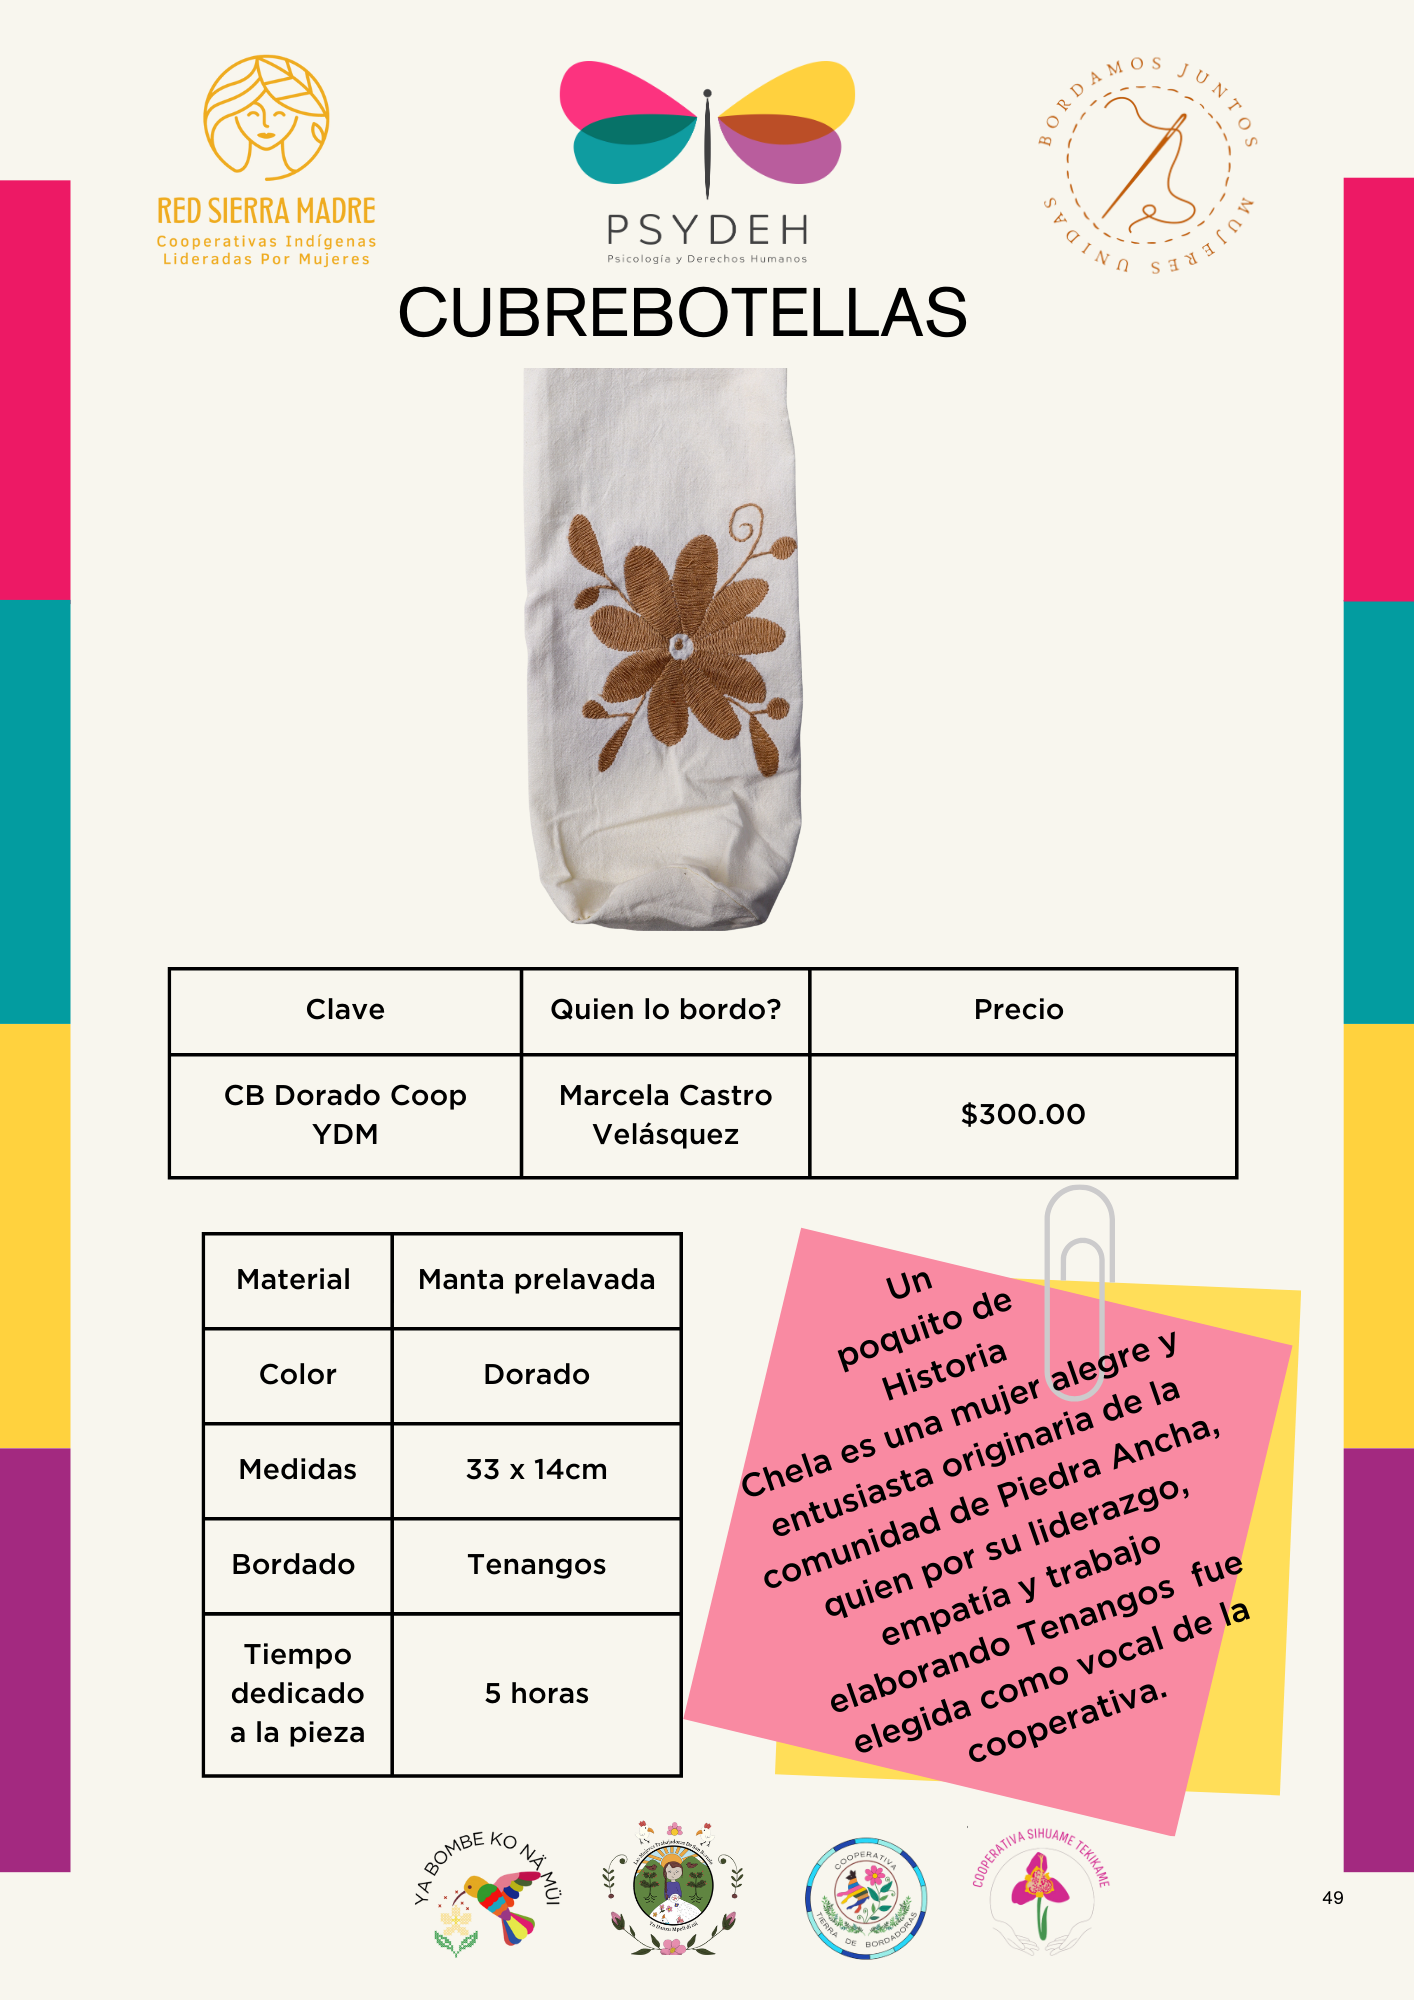 RED SIERRA MADRE
Cooperativas Indígenas
Lideradas Por Mujeres
PSYDEH
Psicología y Derechos Humanos
BORDAMOS JUNTOS
MUJERES UNIDAS
CUBREBOTELLAS
Clave
Quien lo bordo?
Precio
CB Dorado Coop
YDM
Marcela Castro
Velásquez
$300.00
Material
Manta prelavada
Color
Dorado
Medidas
33 x 14cm
Bordado
Tenangos
Tiempo
dedicado
a la pieza
5 horas
Un
poquito de
Historia
Chela es una mujer alegre y
entusiasta originaria de la
comunidad de Piedra Ancha,
quien por su liderazgo,
empatía y trabajo
elaborando Tenangos fue
elegida como vocal de la
cooperativa.
YA BOMBE KO NÄ MÜI
COOPERATIVA
TIERRA DE BORDADORAS
COOPERATIVA SIHUAME TEKIKAME
49